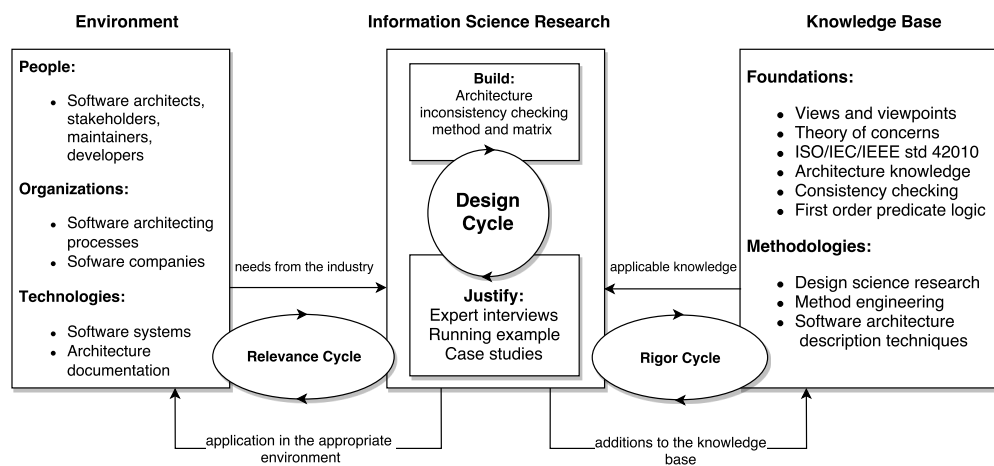 Environment
People:
• Software architects,
stakeholders,
maintainers,
developers
Organizations:
• Software architecting
processes
• Sofware companies
Technologies:
• Software systems
• Architecture
documentation
needs from the industry
Relevance Cycle
application in the appropriate
environment
Information Science Research
Build:
Architecture
inconsistency checking
method and matrix
Design
Cycle
Justify:
Expert interviews
Running example
Case studies
applicable knowledge
Rigor Cycle
additions to the knowledge
base
Knowledge Base
Foundations:
• Views and viewpoints
• Theory of concerns
• ISO/IEC/IEEE std 42010
• Architecture knowledge
• Consistency checking
• First order predicate logic
Methodologies:
• Design science research
• Method engineering
• Software architecture
description techniques